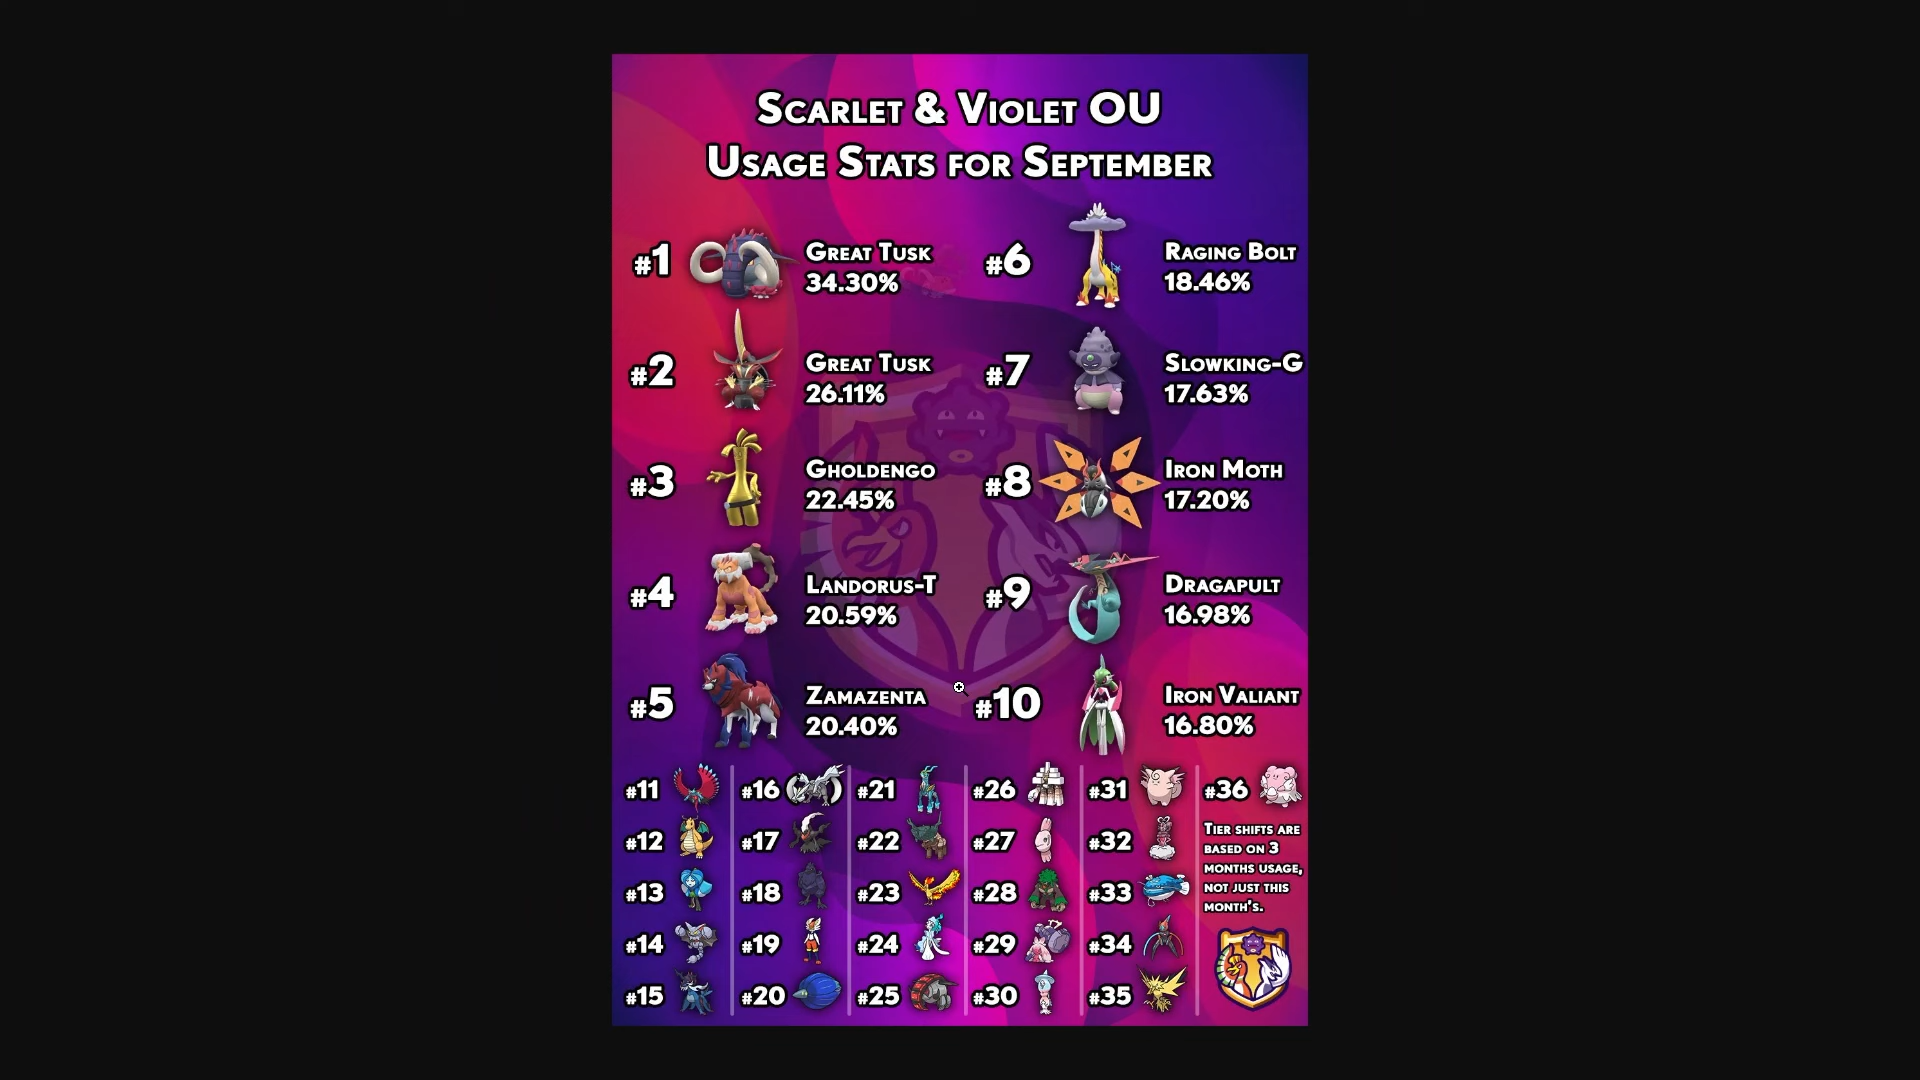 Scarlet & Violet OU
Usage Stats for September
#1
Great Tusk
34.30%
#2
Great Tusk
26.11%
#3
Gholdengo
22.45%
#4
Landorus-T
20.59%
#5
Zamazenta
20.40%
#6
Raging Bolt
18.46%
#7
Slowking-G
17.63%
#8
Iron Moth
17.20%
#9
Dragapult
16.98%
#10
Iron Valiant
16.80%
#11
#12
#13
#14
#15
#16
#17
#18
#19
#20
#21
#22
#23
#24
#25
#26
#27
#28
#29
#30
#31
#32
#33
#34
#35
#36
Tier shifts are
based on 3
months usage,
not just this
month's.